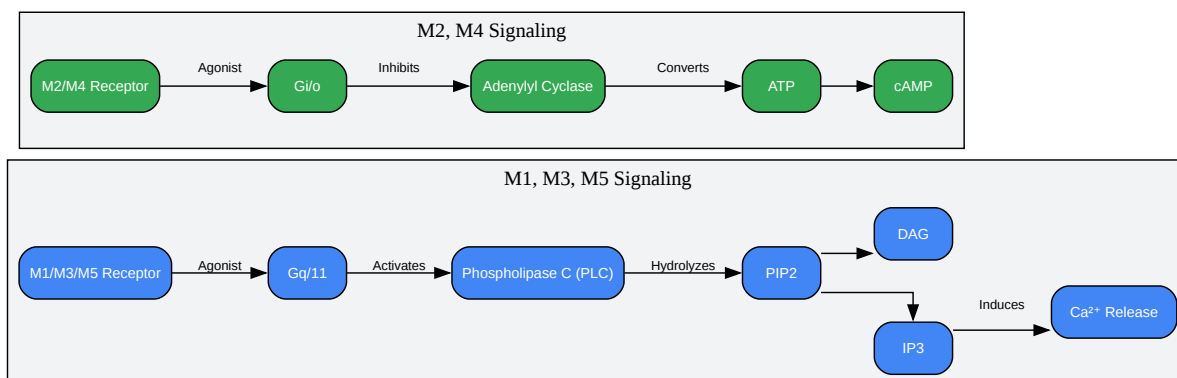 M2, M4 Signaling
M2/M4 Receptor
Agonist
Gi/o
Inhibits
Adenylyl Cyclase
Converts
ATP
cAMP
M1, M3, M5 Signaling
M1/M3/M5 Receptor
Agonist
Gq/11
Activates
Phospholipase C (PLC)
Hydrolyzes
PIP2
DAG
IP3
Induces
Ca²⁺ Release